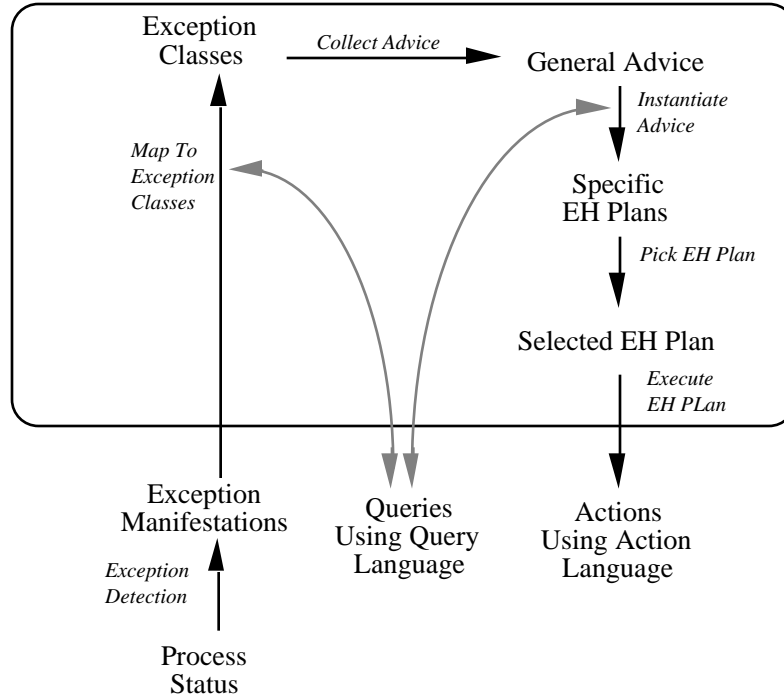 Exception
Classes
Collect Advice
General Advice
Instantiate
Advice
Map To
Exception
Classes
Specific
EH Plans
Pick EH Plan
Selected EH Plan
Execute
EH PLan
Exception
Manifestations
Queries
Using Query
Language
Actions
Using Action
Language
Exception
Detection
Process
Status